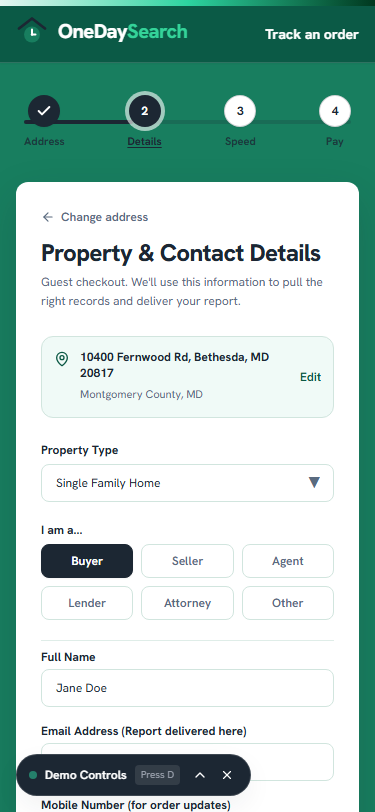 OneDaySearch
Track an order
2
3
4
Address
Details
Speed
Pay
Change address
Property & Contact Details
Guest checkout. We'll use this information to pull the
right records and deliver your report.
10400 Fernwood Rd, Bethesda, MD
20817
Edit
Montgomery County, MD
Property Type
Single Family Home
I am a...
Buyer
Seller
Agent
Lender
Attorney
Other
Full Name
Jane Doe
Email Address (Report delivered here)
Demo Controls
Press D
Mobile Number (for order updates)